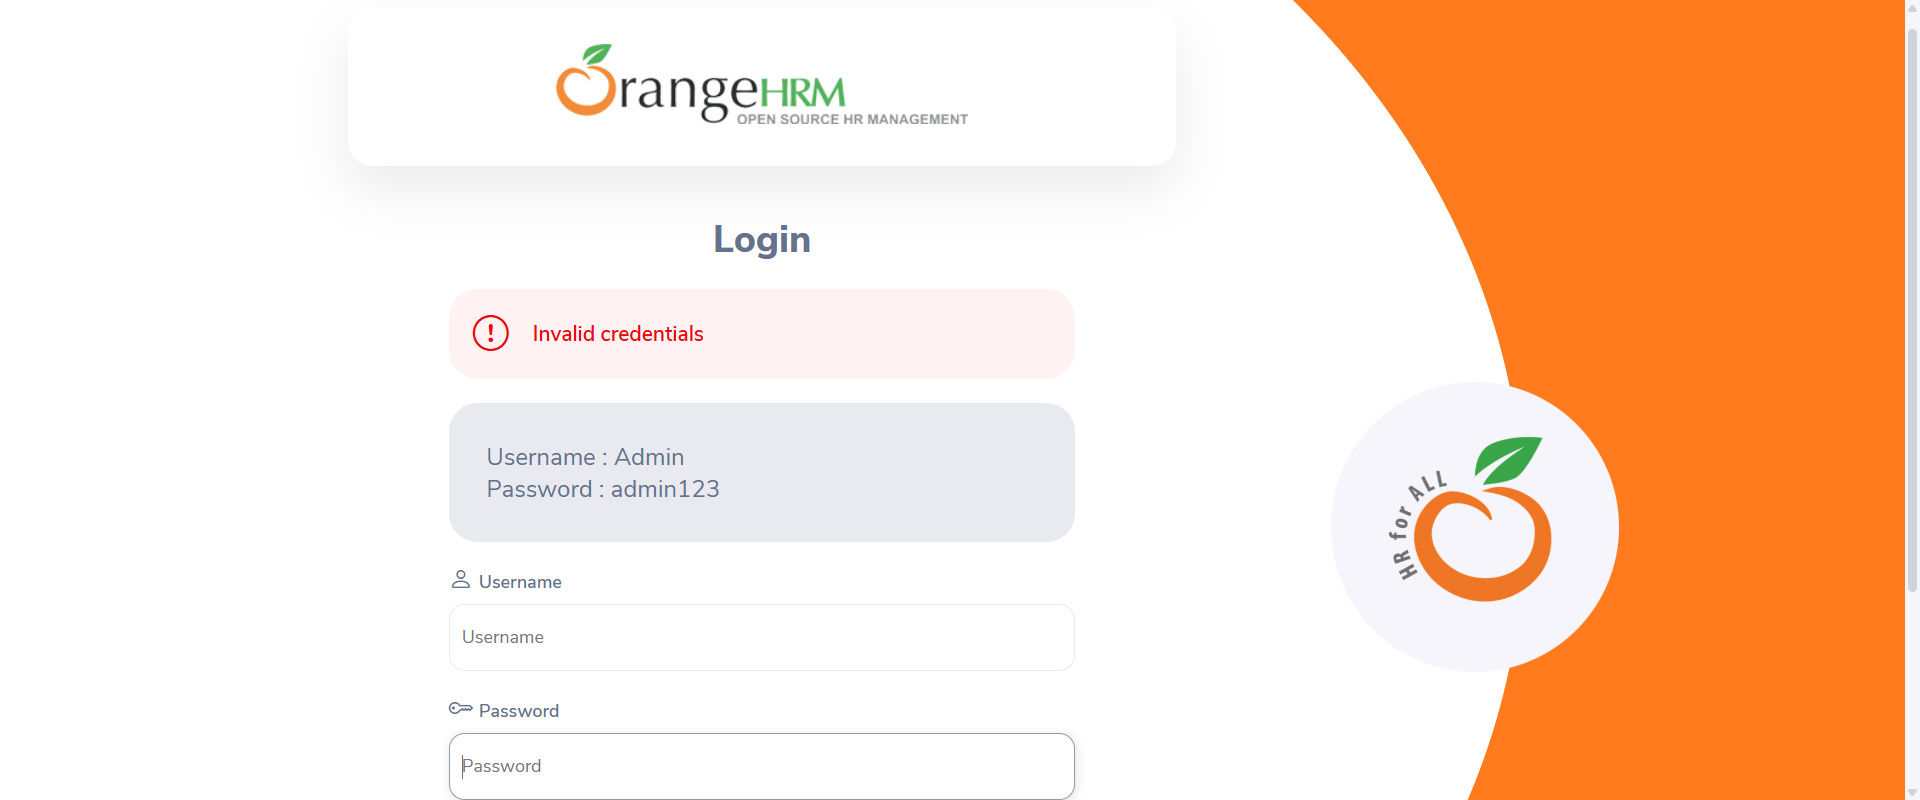 OrangeHRM
OPEN SOURCE HR MANAGEMENT
Login
Invalid credentials
Username : Admin
Password : admin123
Username
Username
Password
Password
HR for ALL